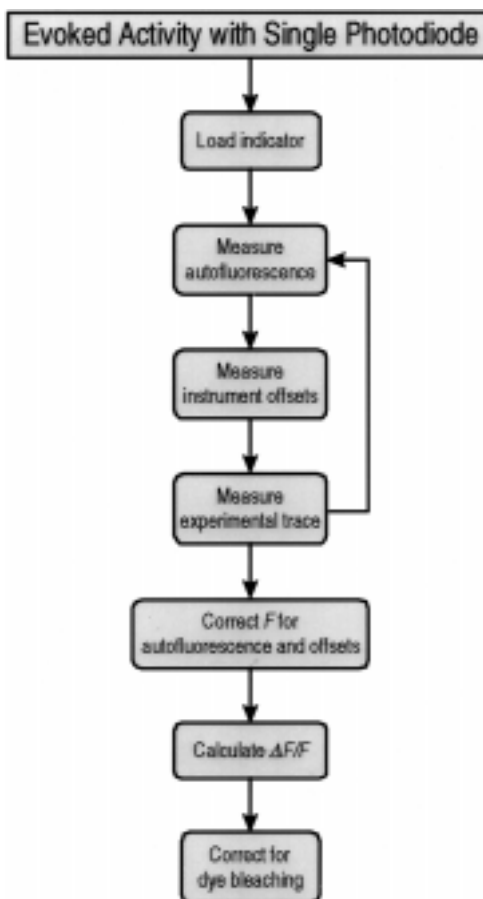 Evoked Activity with Single Photodiode
Load indicator
Measure
autofluorescence
Measure
instrument offsets
Measure
experimental trace
Correct F for
autofluorescence and offsets
Calculate ΔF/F
Correct for
dye bleaching